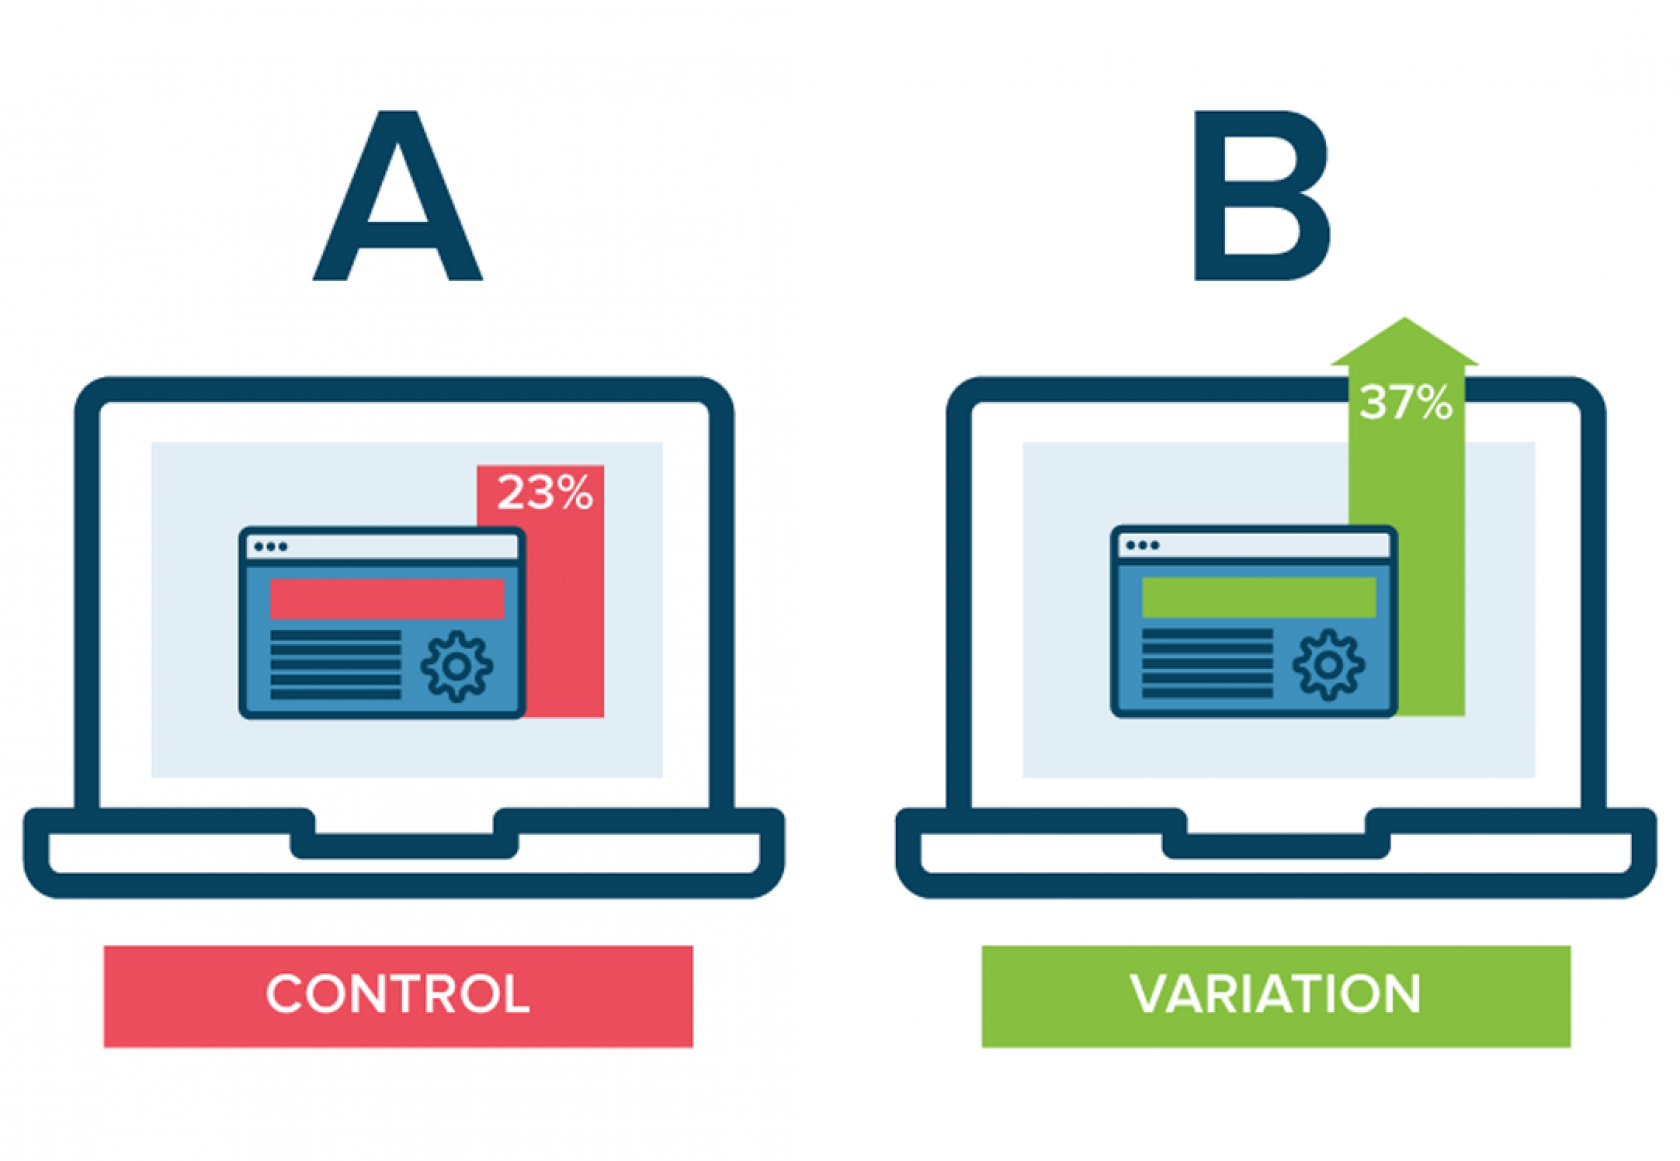 A
B
23%
37%
CONTROL
VARIATION